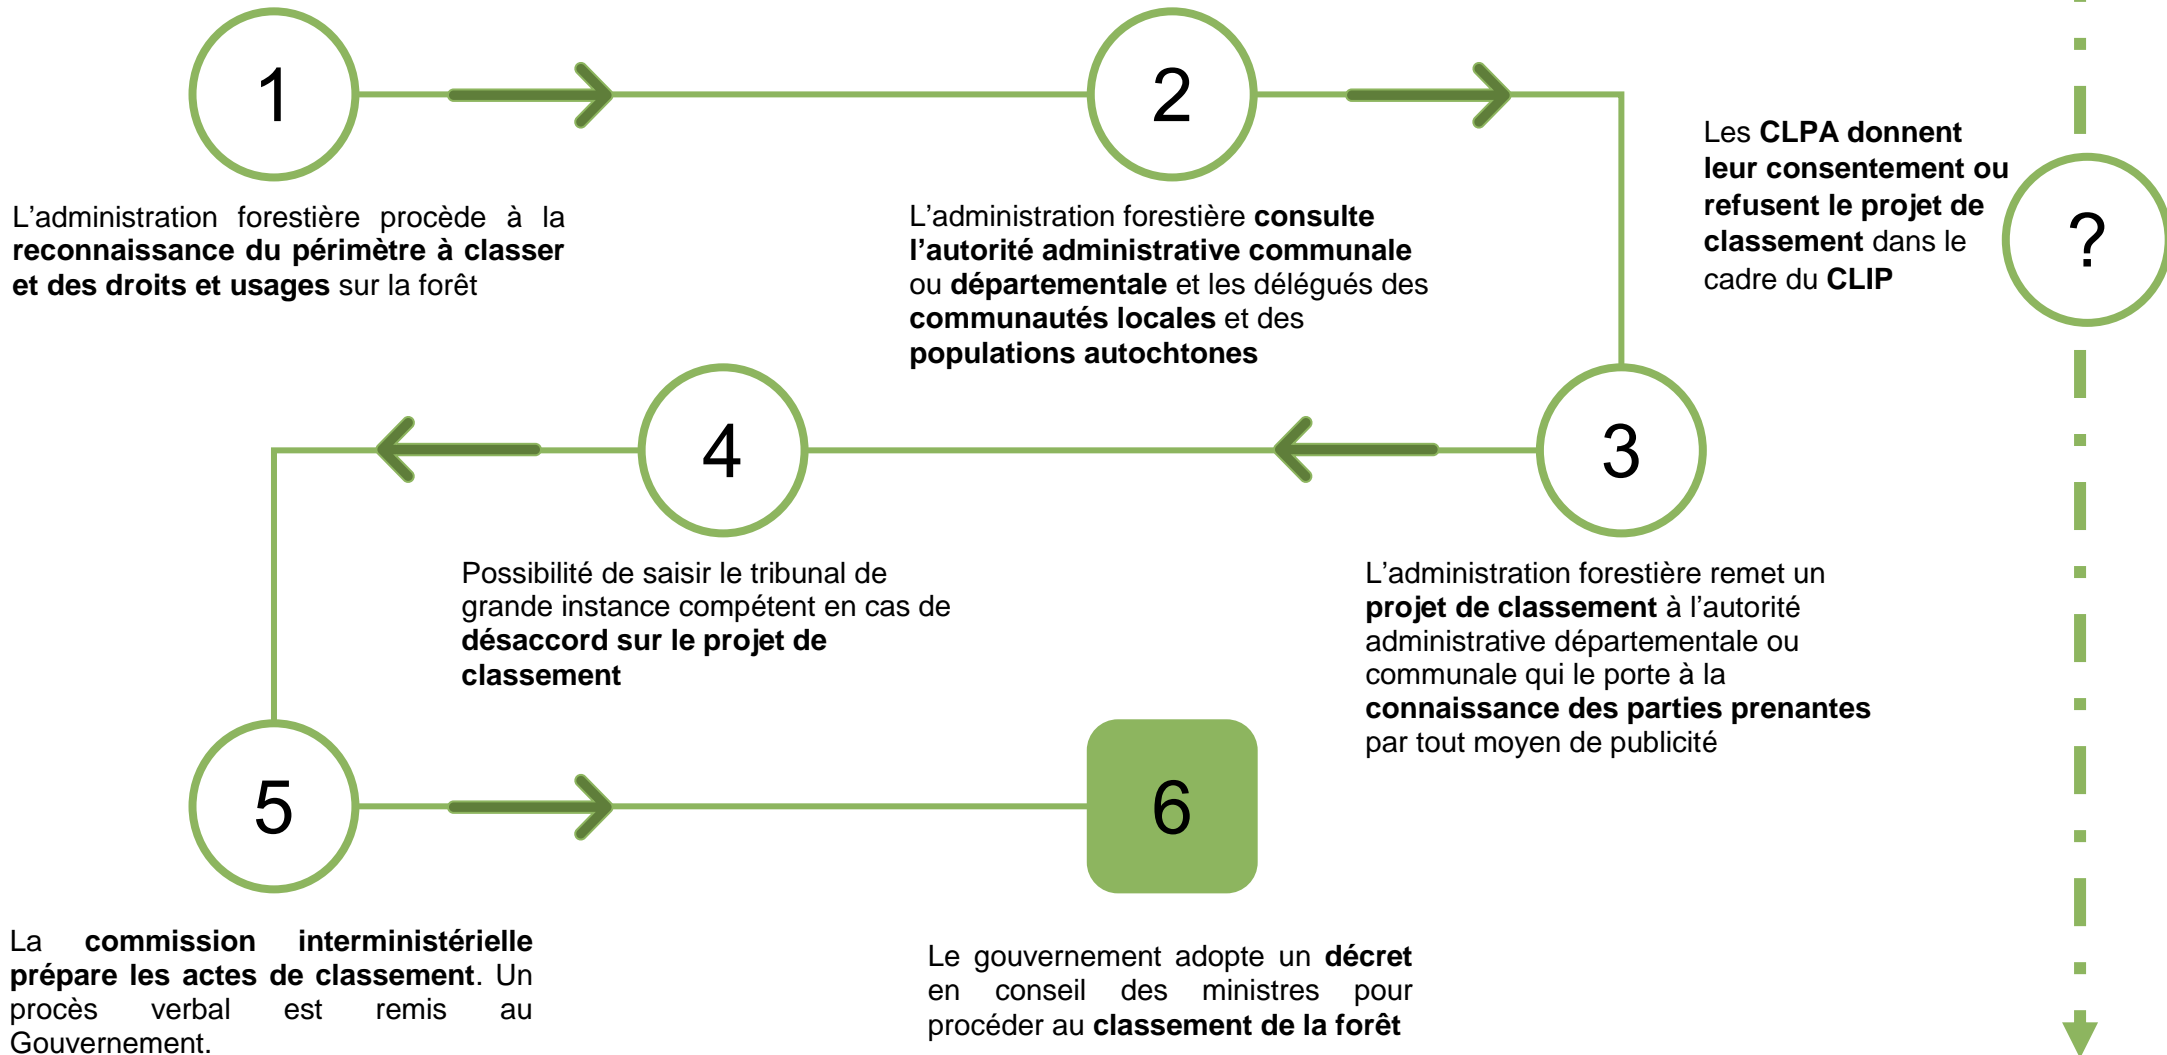 1
L’administration forestière procède à la
reconnaissance du périmètre à classer
et des droits et usages sur la forêt
2
L’administration forestière consulte
l’autorité administrative communale
ou départementale et les délégués des
communautés locales et des
populations autochtones
Les CLPA donnent
leur consentement ou
refusent le projet de
classement dans le
cadre du CLIP
?
3
L’administration forestière remet un
projet de classement à l’autorité
administrative départementale ou
communale qui le porte à la
connaissance des parties prenantes
par tout moyen de publicité
4
Possibilité de saisir le tribunal de
grande instance compétent en cas de
désaccord sur le projet de
classement
5
La commission interministérielle
prépare les actes de classement. Un
procès verbal est remis au
Gouvernement.
6
Le gouvernement adopte un décret
en conseil des ministres pour
procéder au classement de la forêt